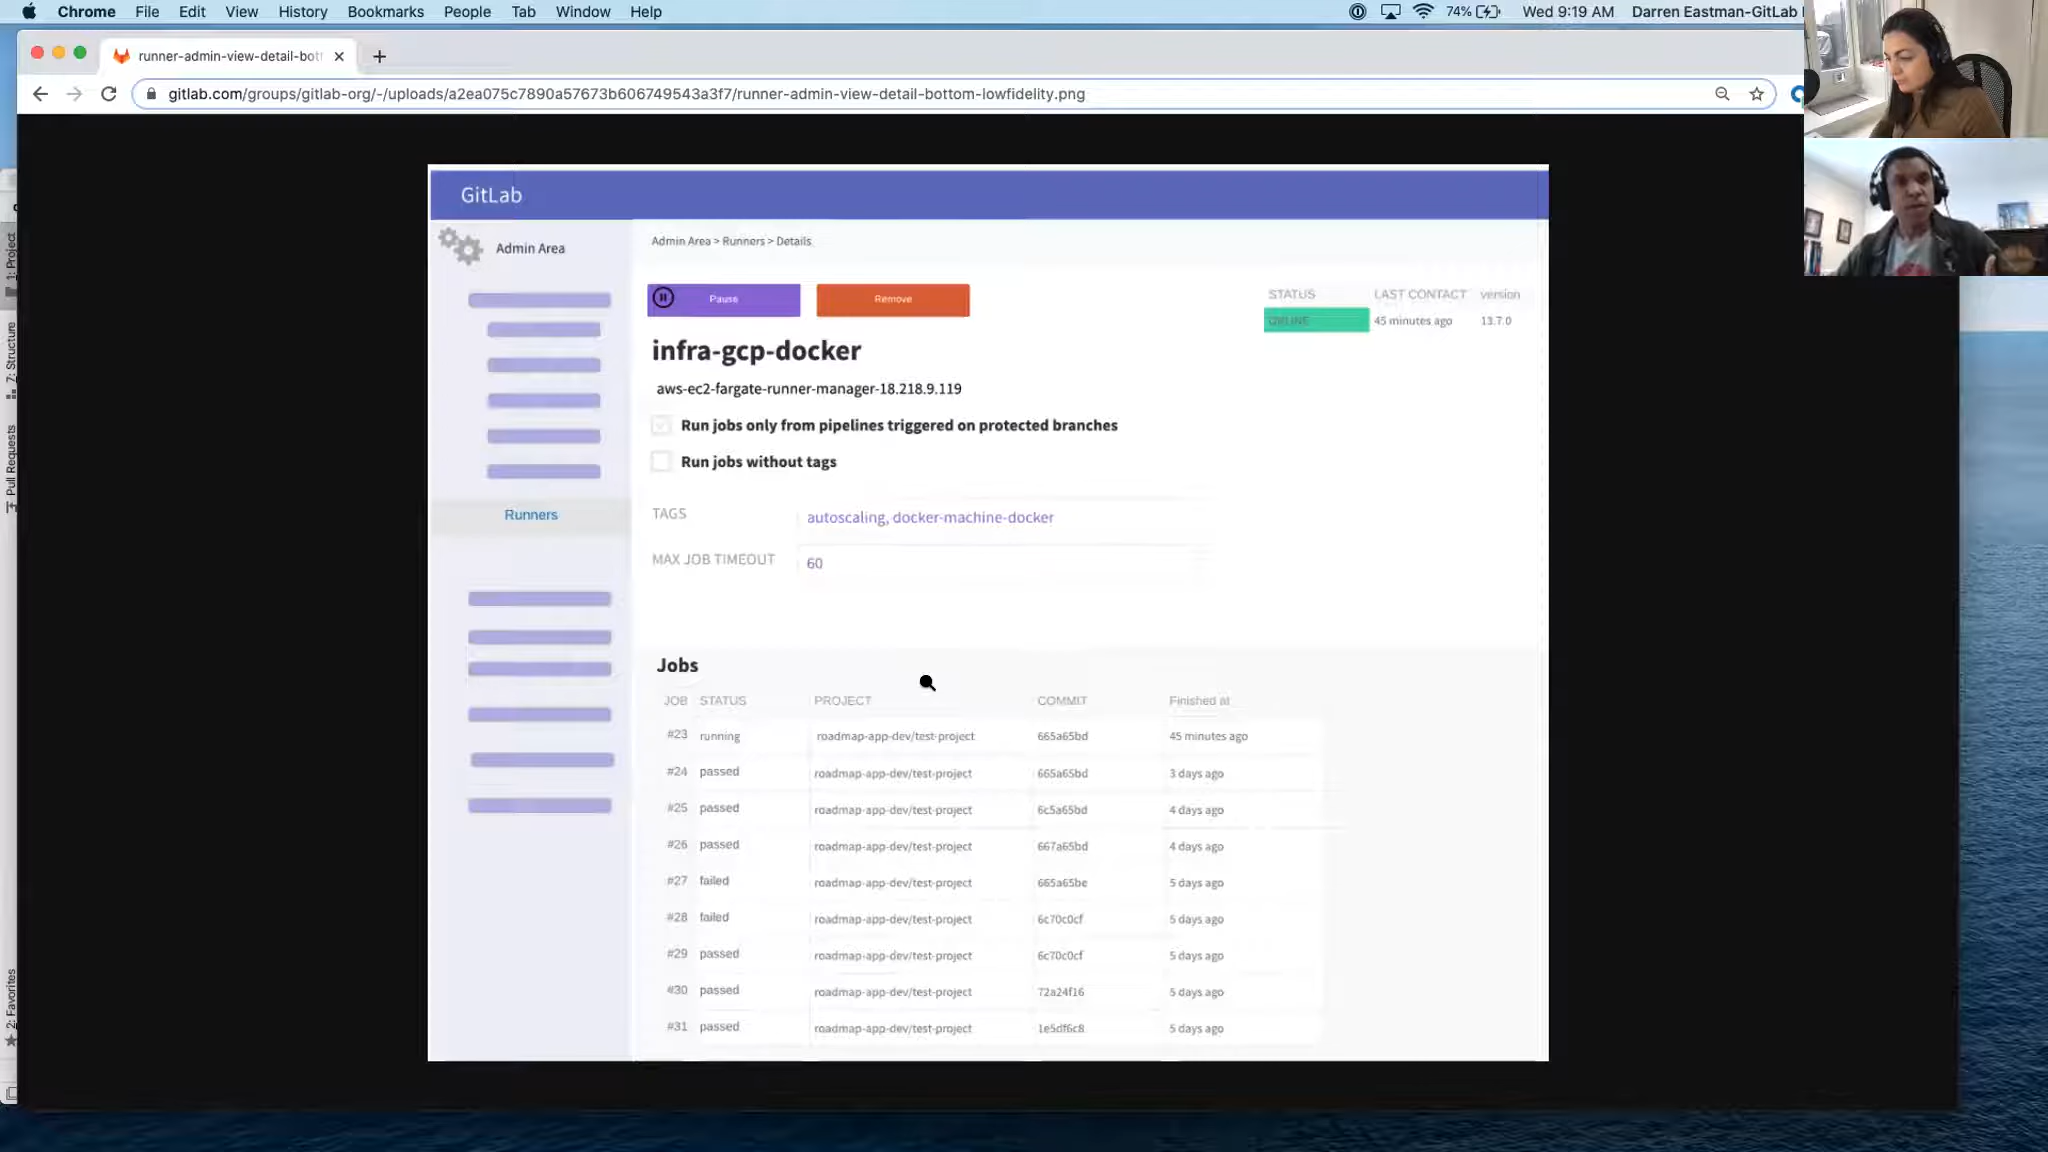 Chrome File Edit View History Bookmarks People Tab Window Help 74% Wed 9:19 AM Darren Eastman-GitLab
runner-admin-view-detail-bott
gitlab.com/groups/gitlab-org/-/uploads/a2ea075c7890a57673b606749543a3f7/runner-admin-view-detail-bottom-lowfidelity.png
1: Project
7: Structure
Pull Requests
2: Favorites
GitLab
Admin Area
Runners
Admin Area > Runners > Details
Pause Remove
STATUS LAST CONTACT version
45 minutes ago 13.7.0
infra-gcp-docker
aws-ec2-fargate-runner-manager-18.218.9.119
Run jobs only from pipelines triggered on protected branches
Run jobs without tags
TAGS autoscaling, docker-machine-docker
MAX JOB TIMEOUT 60
Jobs
JOB STATUS PROJECT COMMIT Finished at
#23 running roadmap-app-dev/test-project 665a65bd 45 minutes ago
#24 passed roadmap-app-dev/test-project 665a65bd 3 days ago
#25 passed roadmap-app-dev/test-project 6c5a65bd 4 days ago
#26 passed roadmap-app-dev/test-project 667a65bd 4 days ago
#27 failed roadmap-app-dev/test-project 665a65be 5 days ago
#28 failed roadmap-app-dev/test-project 6c70c0cf 5 days ago
#29 passed roadmap-app-dev/test-project 6c70c0cf 5 days ago
#30 passed roadmap-app-dev/test-project 72a24f16 5 days ago
#31 passed roadmap-app-dev/test-project 1e5df6c8 5 days ago